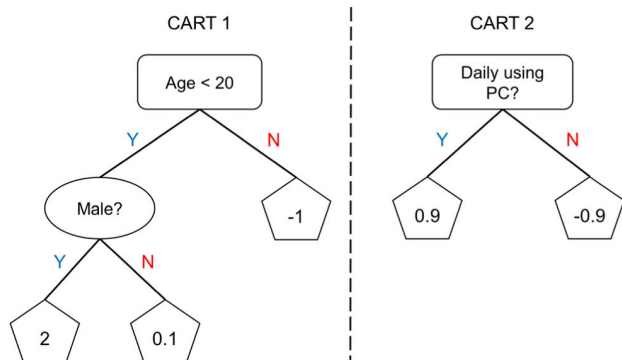 CART 1
Age < 20
Y
N
Male?
-1
Y
N
2
0.1
CART 2
Daily using
PC?
Y
N
0.9
-0.9